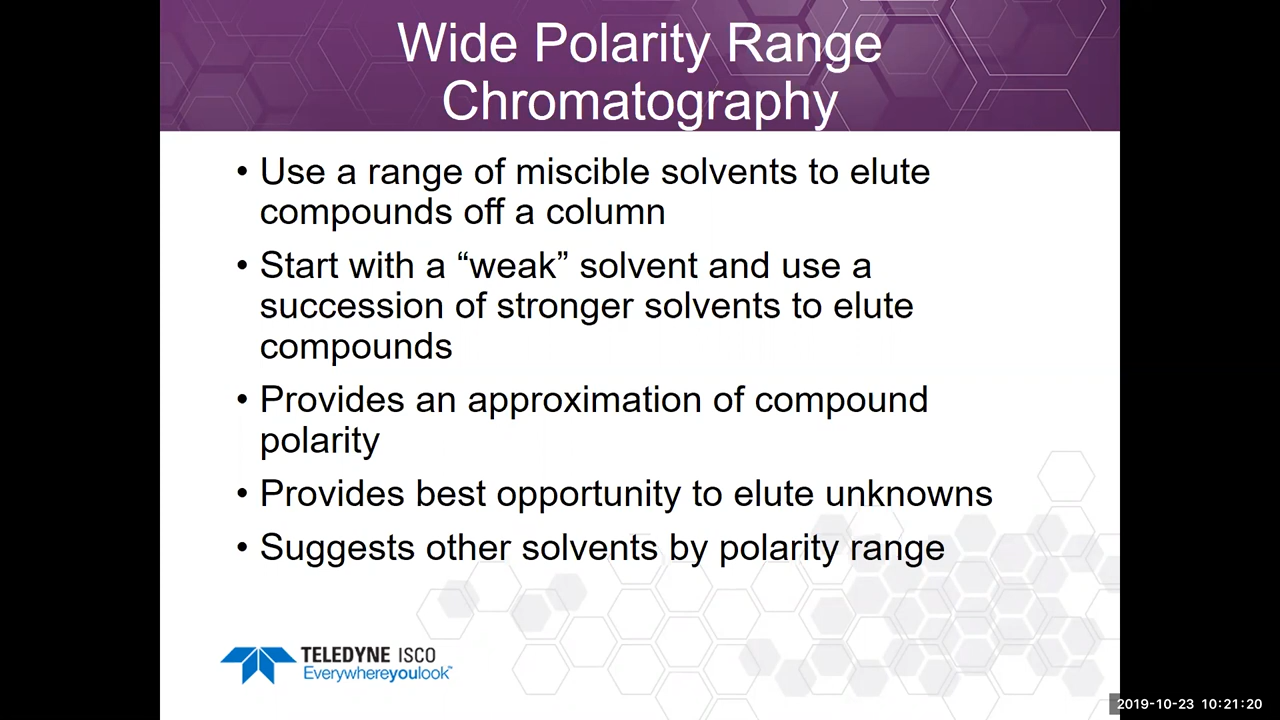 Wide Polarity Range
Chromatography
• Use a range of miscible solvents to elute
compounds off a column
• Start with a “weak” solvent and use a
succession of stronger solvents to elute
compounds
• Provides an approximation of compound
polarity
• Provides best opportunity to elute unknowns
• Suggests other solvents by polarity range
TELEDYNE ISCO
Everywhereyoulook™
2019-10-23 10:21:20